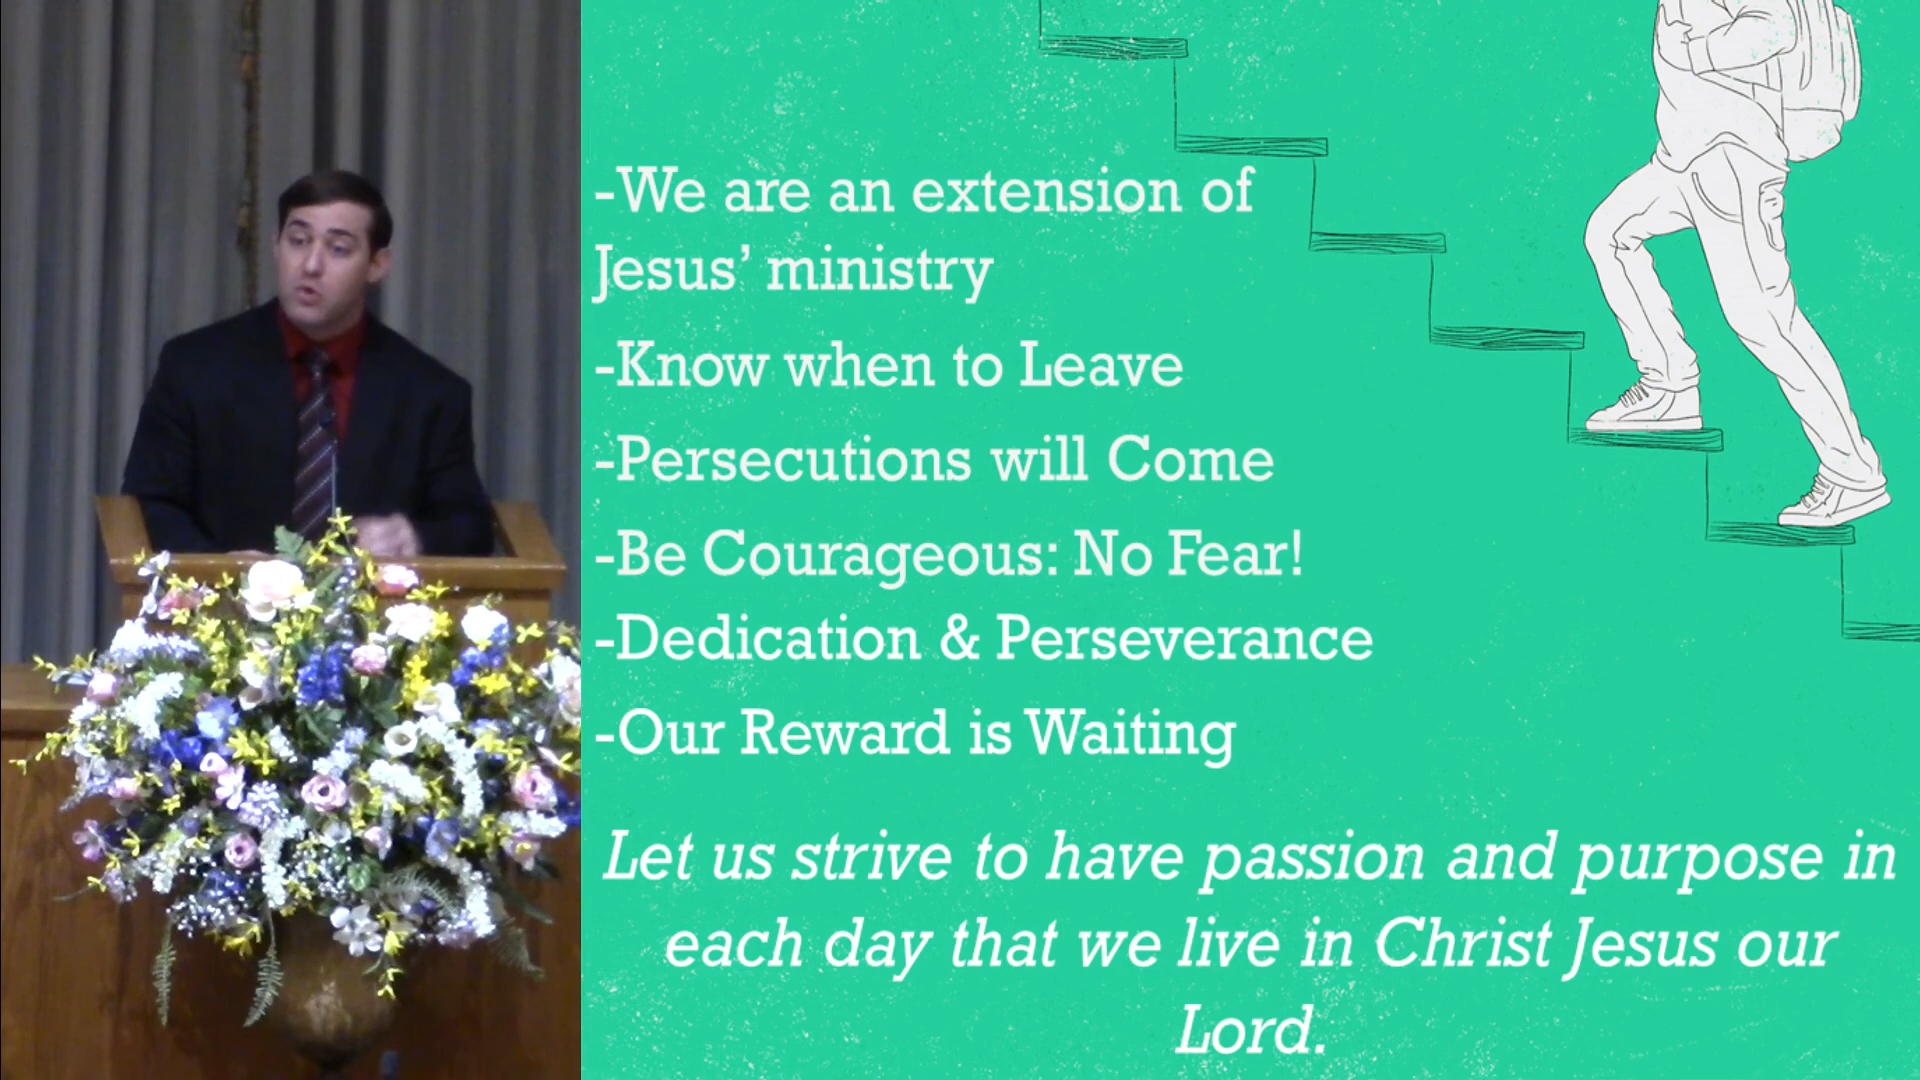 -We are an extension of
Jesus’ ministry
-Know when to Leave
-Persecutions will Come
-Be Courageous: No Fear!
-Dedication & Perseverance
-Our Reward is Waiting
Let us strive to have passion and purpose in
each day that we live in Christ Jesus our
Lord.